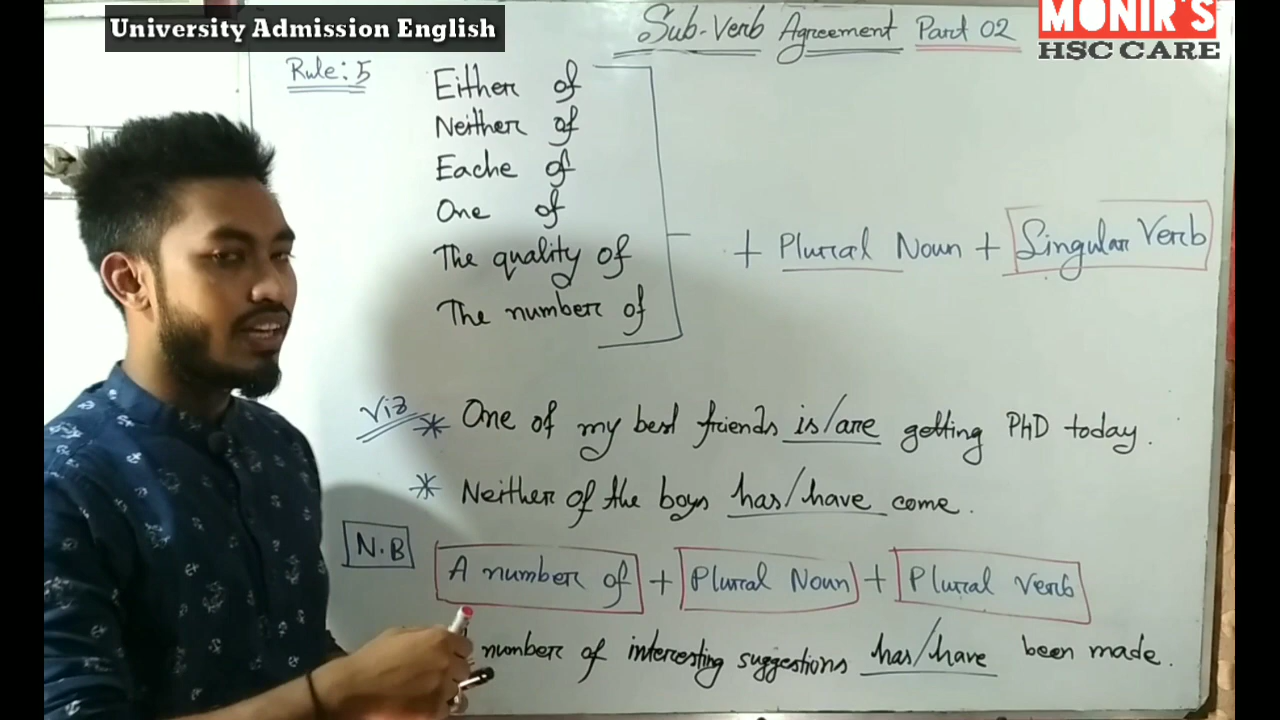 University Admission English
Sub-Verb Agreement Part 02
MONIR'S
HSC CARE
Rule: 5
Either of
Neither of
Eache of
One of
The quality of
The number of
+ Plural Noun + Singular Verb
Viz
* One of my best friends is/are getting PhD today.
* Neither of the boys has/have come.
N.B
A number of + Plural Noun + Plural Verb
number of interesting suggestions has/have been made.